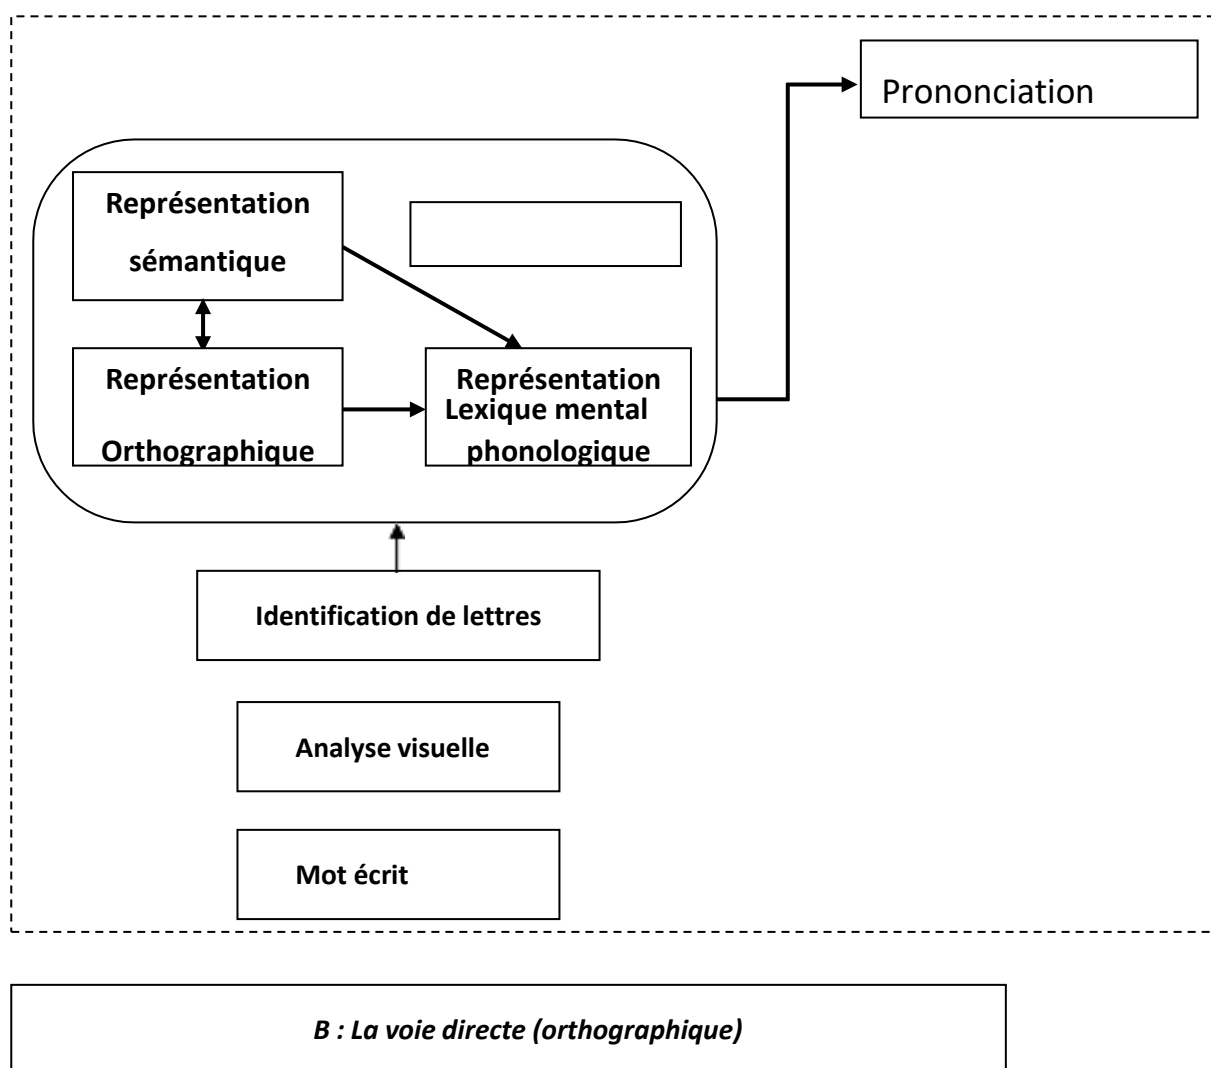 Prononciation
Représentation
sémantique
Représentation
Orthographique
Représentation
Lexique mental
phonologique
Identification de lettres
Analyse visuelle
Mot écrit
B : La voie directe (orthographique)